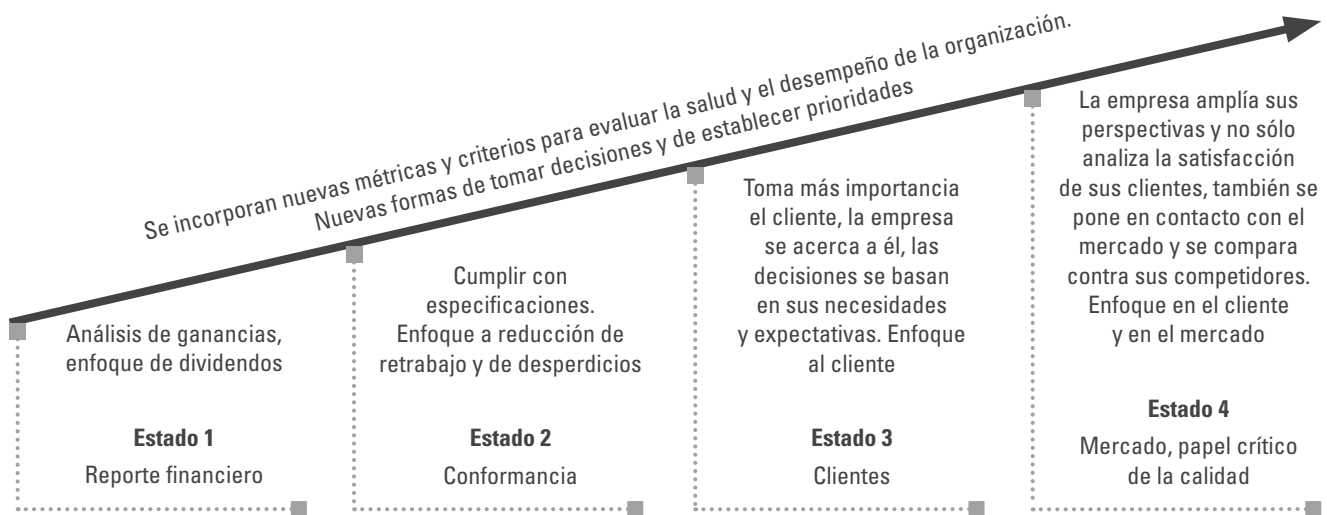 Se incorporan nuevas métricas y criterios para evaluar la salud y el desempeño de la organización.
Nuevas formas de tomar decisiones y de establecer prioridades
Análisis de ganancias,
enfoque de dividendos
Estado 1
Reporte financiero
Cumplir con
especificaciones.
Enfoque a reducción de
retrabajo y de desperdicios
Estado 2
Conformancia
Toma más importancia
el cliente, la empresa
se acerca a él, las
decisiones se basan
en sus necesidades
y expectativas. Enfoque
al cliente
Estado 3
Clientes
La empresa amplía sus
perspectivas y no sólo
analiza la satisfacción
de sus clientes, también se
pone en contacto con el
mercado y se compara
contra sus competidores.
Enfoque en el cliente
y en el mercado
Estado 4
Mercado, papel crítico
de la calidad